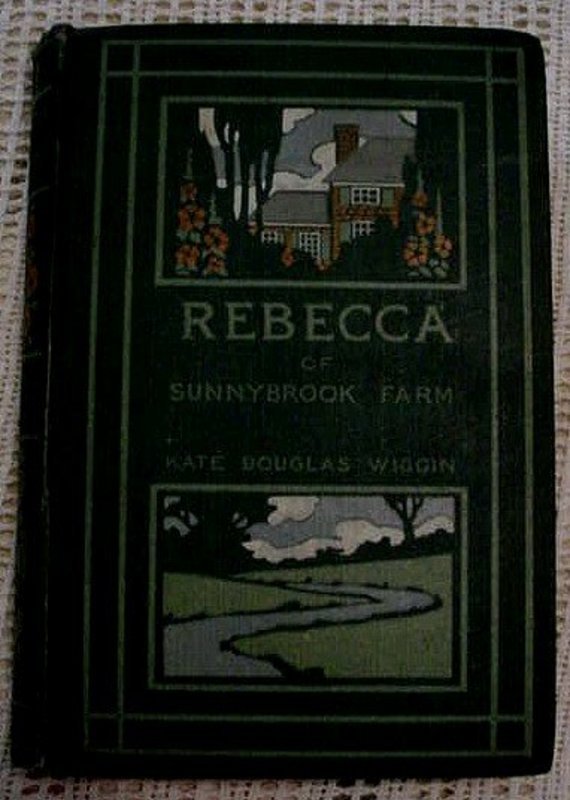 REBECCA
OF
SUNNYBROOK FARM
KATE DOUGLAS WIGGIN